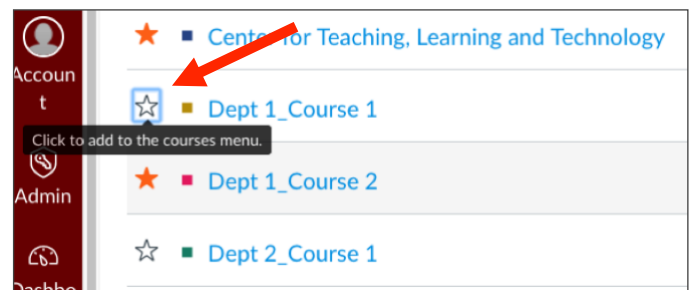 Center for Teaching, Learning and Technology
Accoun
t
Dept 1_Course 1
Click to add to the courses menu.
Admin
Dept 1_Course 2
Dept 2_Course 1
Dashbo